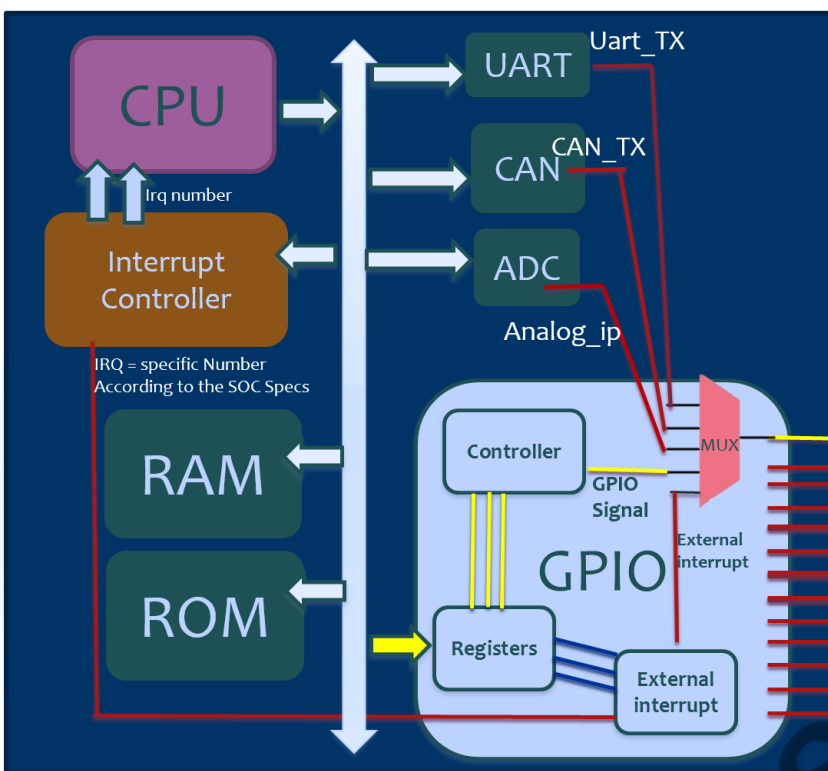 Uart_TX
CPU
UART
CAN_TX
CAN
Irq number
Interrupt
Controller
ADC
Analog_ip
IRQ = specific Number
According to the SOC Specs
RAM
Controller
MUX
GPIO
Signal
External
interrupt
GPIO
ROM
Registers
External
interrupt